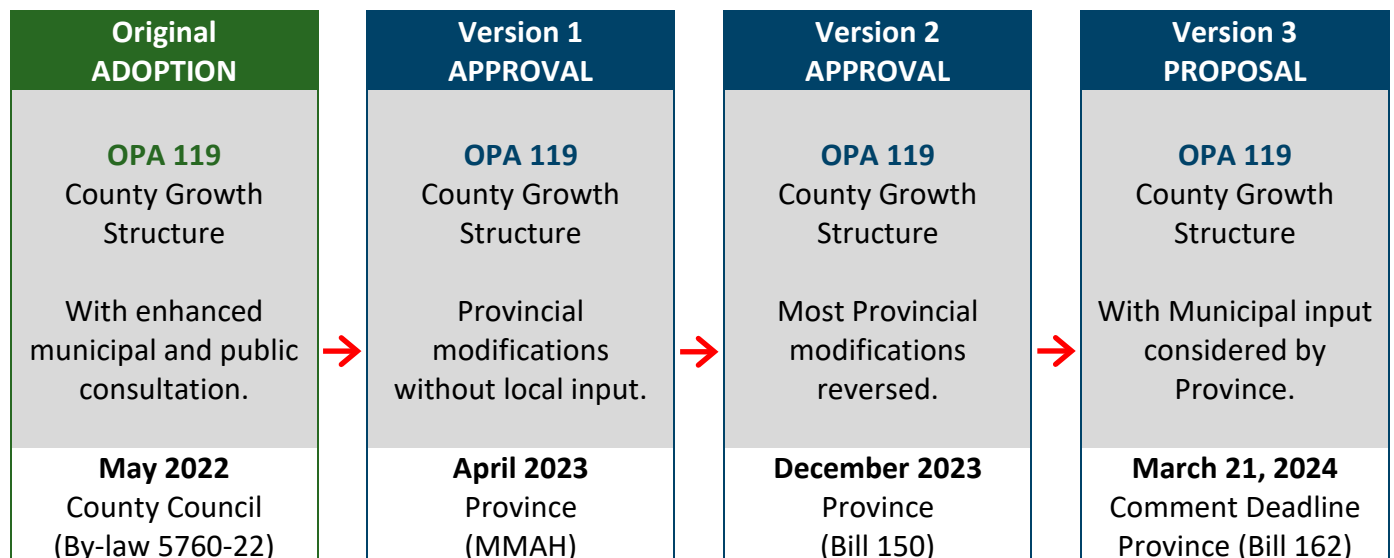 Original
ADOPTION
OPA 119
County Growth
Structure
With enhanced
municipal and public
consultation.
May 2022
County Council
(By-law 5760-22)
Version 1
APPROVAL
OPA 119
County Growth
Structure
Provincial
modifications
without local input.
April 2023
Province
(MMAH)
Version 2
APPROVAL
OPA 119
County Growth
Structure
Most Provincial
modifications
reversed.
December 2023
Province
(Bill 150)
Version 3
PROPOSAL
OPA 119
County Growth
Structure
With Municipal input
considered by
Province.
March 21, 2024
Comment Deadline
Province (Bill 162)